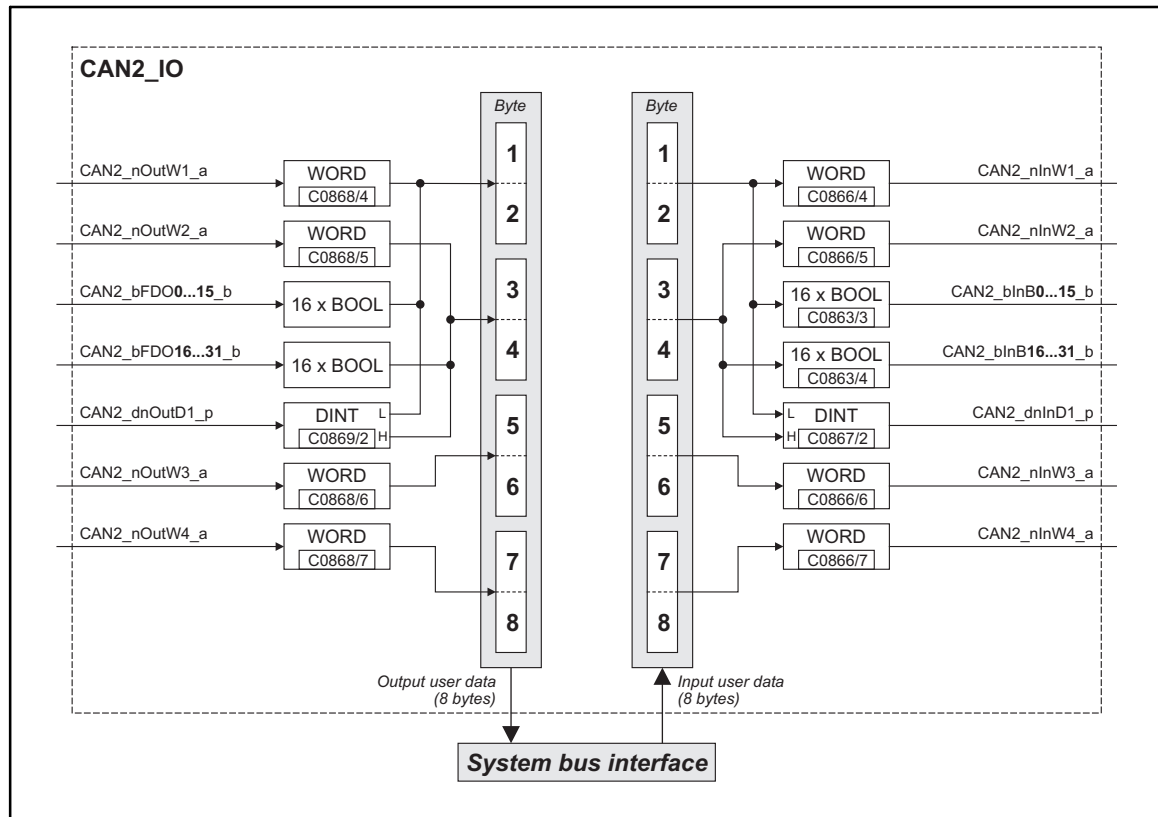 CAN2_IO
Byte
Byte
1
2
3
4
5
6
7
8
1
2
3
4
5
6
7
8
CAN2_nOutW1_a
WORD
C0868/4
CAN2_nOutW2_a
WORD
C0868/5
CAN2_bFDO0...15_b
16 x BOOL
CAN2_bFDO16...31_b
16 x BOOL
CAN2_dnOutD1_p
DINT
L
C0869/2
H
CAN2_nOutW3_a
WORD
C0868/6
CAN2_nOutW4_a
WORD
C0868/7
WORD
C0866/4
CAN2_nInW1_a
WORD
C0866/5
CAN2_nInW2_a
16 x BOOL
C0863/3
CAN2_bInB0...15_b
16 x BOOL
C0863/4
CAN2_bInB16...31_b
L
DINT
H
C0867/2
CAN2_dnInD1_p
WORD
C0866/6
CAN2_nInW3_a
WORD
C0866/7
CAN2_nInW4_a
Output user data
(8 bytes)
Input user data
(8 bytes)
System bus interface